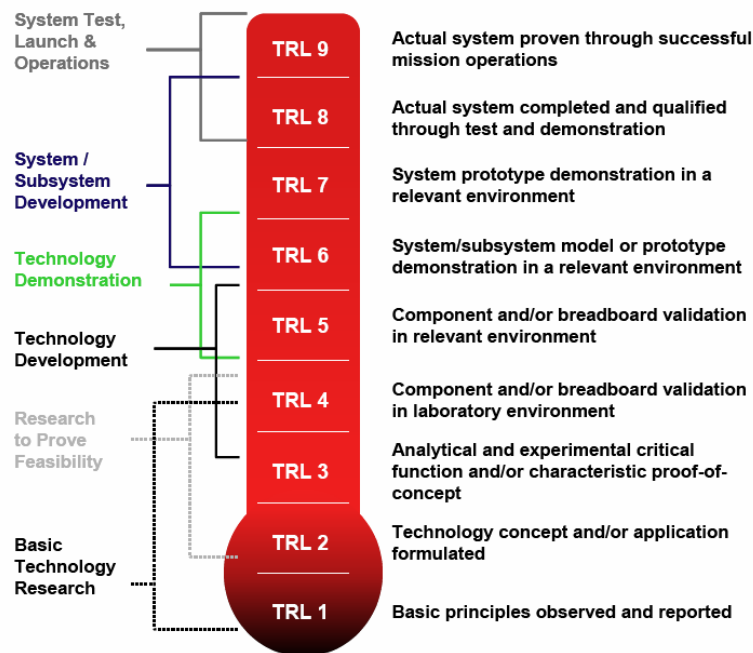 System Test,
Launch &
Operations
System /
Subsystem
Development
Technology
Demonstration
Technology
Development
Research
to Prove
Feasibility
Basic
Technology
Research
TRL 9
TRL 8
TRL 7
TRL 6
TRL 5
TRL 4
TRL 3
TRL 2
TRL 1
Actual system proven through successful
mission operations
Actual system completed and qualified
through test and demonstration
System prototype demonstration in a
relevant environment
System/subsystem model or prototype
demonstration in a relevant environment
Component and/or breadboard validation
in relevant environment
Component and/or breadboard validation
in laboratory environment
Analytical and experimental critical
function and/or characteristic proof-of-
concept
Technology concept and/or application
formulated
Basic principles observed and reported